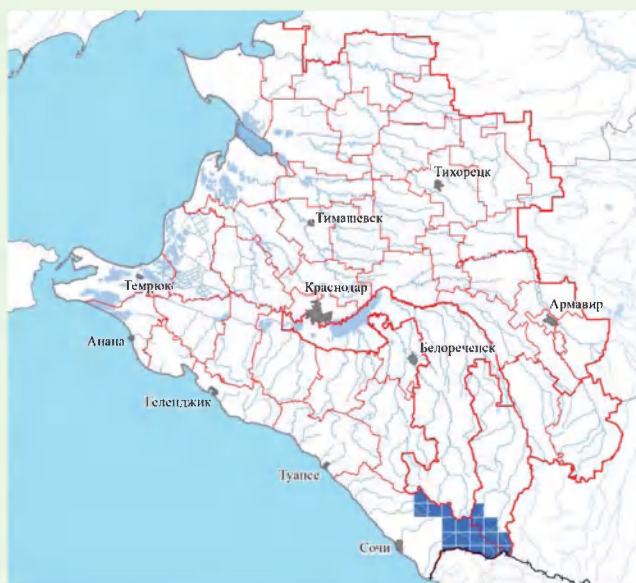 Тихорецк
Тимашевск
Темрюк
Краснодар
Армавир
Анапа
Белореченск
Геленджик
Туапсе
Сочи